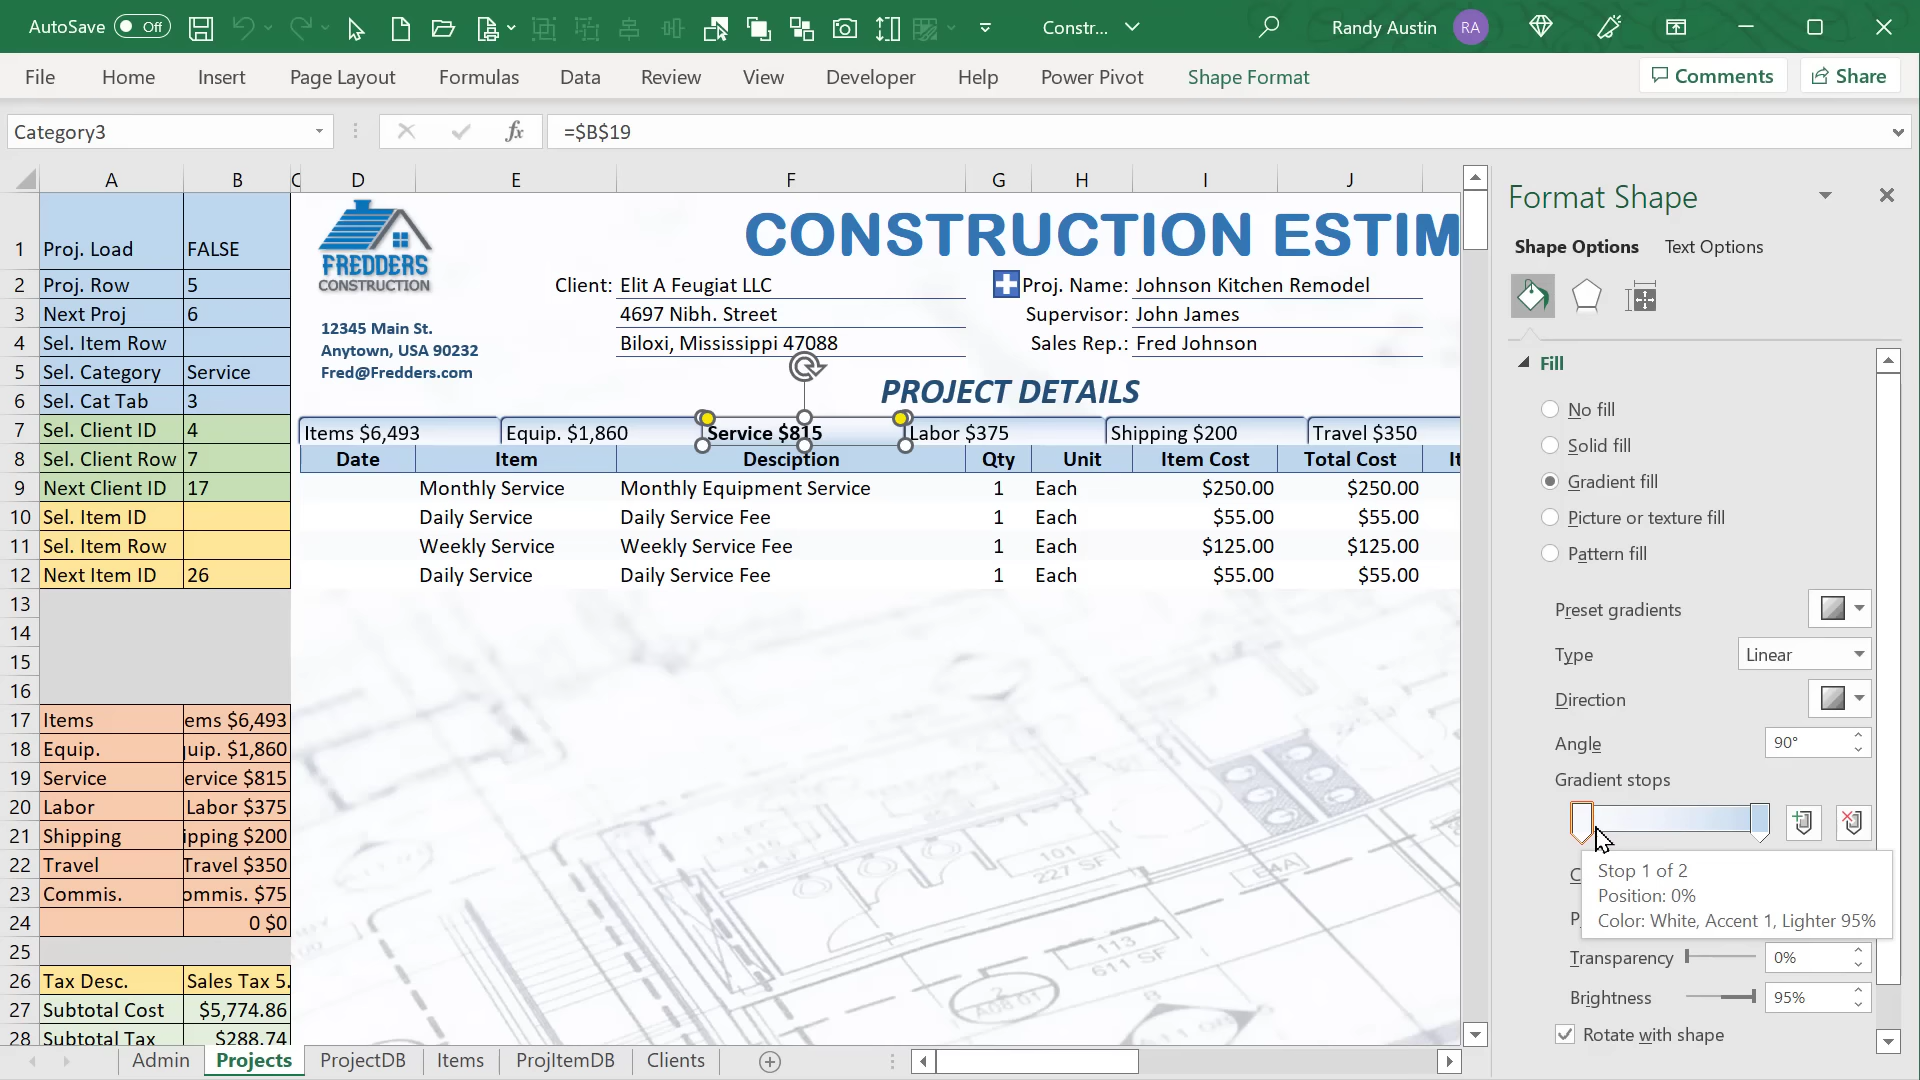 AutoSave Off Constr... Randy Austin RA
File Home Insert Page Layout Formulas Data Review View Developer Help Power Pivot Shape Format Comments Share
Category3 fx =$B$19
A B C D E F G H I J
1 Proj. Load FALSE
2 Proj. Row 5
3 Next Proj 6
4 Sel. Item Row
5 Sel. Category Service
6 Sel. Cat Tab 3
7 Sel. Client ID 4
8 Sel. Client Row 7
9 Next Client ID 17
10 Sel. Item ID
11 Sel. Item Row
12 Next Item ID 26
13
14
15
16
17 Items ems $6,493
18 Equip. uip. $1,860
19 Service ervice $815
20 Labor Labor $375
21 Shipping ipping $200
22 Travel Travel $350
23 Commis. ommis. $75
24 0 $0
25
26 Tax Desc. Sales Tax 5.
27 Subtotal Cost $5,774.86
28 Subtotal Tax $288.74
FREDDERS
CONSTRUCTION
12345 Main St.
Anytown, USA 90232
Fred@Fredders.com
CONSTRUCTION ESTIM
Client: Elit A Feugiat LLC
4697 Nibh. Street
Biloxi, Mississippi 47088
Proj. Name: Johnson Kitchen Remodel
Supervisor: John James
Sales Rep.: Fred Johnson
PROJECT DETAILS
Items $6,493 Equip. $1,860 Service $815 Labor $375 Shipping $200 Travel $350
Date Item Desciption Qty Unit Item Cost Total Cost It
Monthly Service Monthly Equipment Service 1 Each $250.00 $250.00
Daily Service Daily Service Fee 1 Each $55.00 $55.00
Weekly Service Weekly Service Fee 1 Each $125.00 $125.00
Daily Service Daily Service Fee 1 Each $55.00 $55.00
101
227 SF
113
611 SF
2
A08.01
Format Shape
Shape Options Text Options
Fill
No fill
Solid fill
Gradient fill
Picture or texture fill
Pattern fill
Preset gradients
Type Linear
Direction
Angle 90°
Gradient stops
C
P
Stop 1 of 2
Position: 0%
Color: White, Accent 1, Lighter 95%
Transparency 0%
Brightness 95%
Rotate with shape
Admin Projects ProjectDB Items ProjItemDB Clients